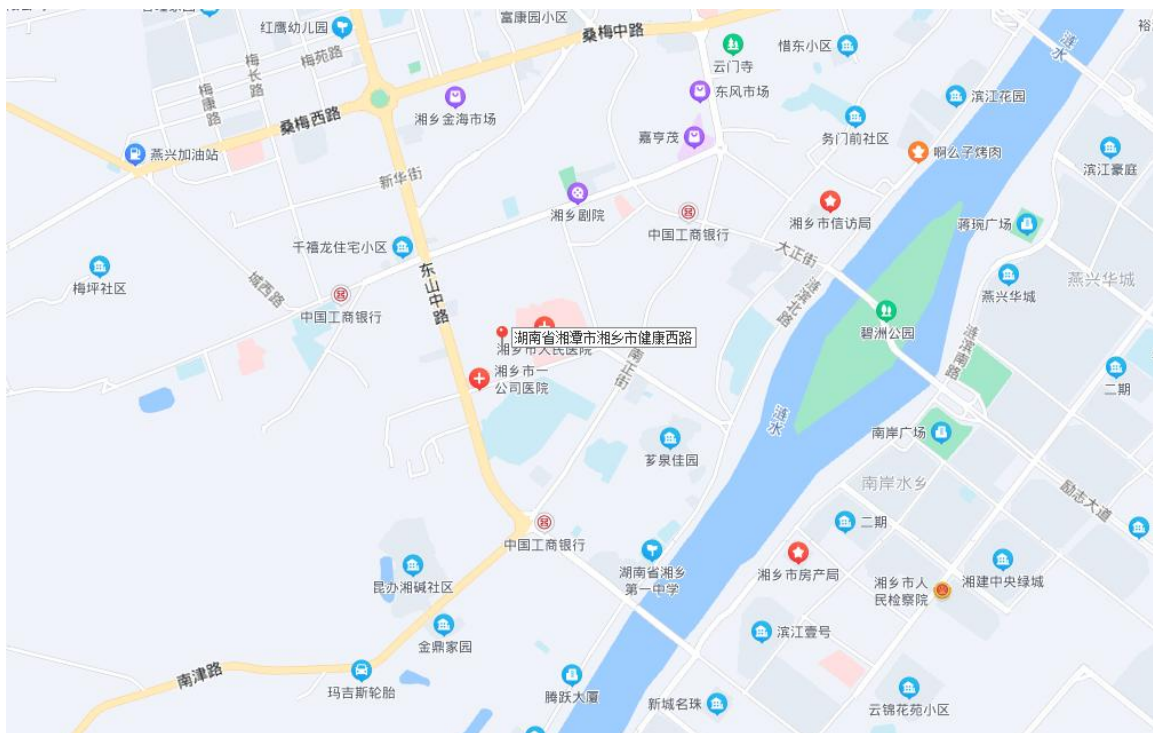 富康园小区
红鹰幼儿园
桑梅中路
涟水
梅苑路
梅长路
梅康路
云门寺
惜东小区
东风市场
滨江花园
湘乡金海市场
桑梅西路
嘉亨茂
务门前社区
啊么子烤肉
燕兴加油站
滨江豪庭
新华街
湘乡剧院
湘乡市信访局
蒋琬广场
中国工商银行
千禧龙住宅小区
大正街
梅坪社区
城西路
东山中路
涟滨北路
燕兴华城
燕兴华城
中国工商银行
碧洲公园
湖南省湘潭市湘乡市健康西路
湘乡市人民医院
涟滨南路
南正街
湘乡市一
公司医院
二期
涟水
南岸广场
芗泉佳园
南岸水乡
励志大道
二期
中国工商银行
湖南省湘乡
第一中学
湘乡市房产局
湘乡市人
民检察院
湘建中央绿城
昆办湘碱社区
金鼎家园
滨江壹号
南津路
玛吉斯轮胎
腾跃大厦
新城名珠
云锦花苑小区